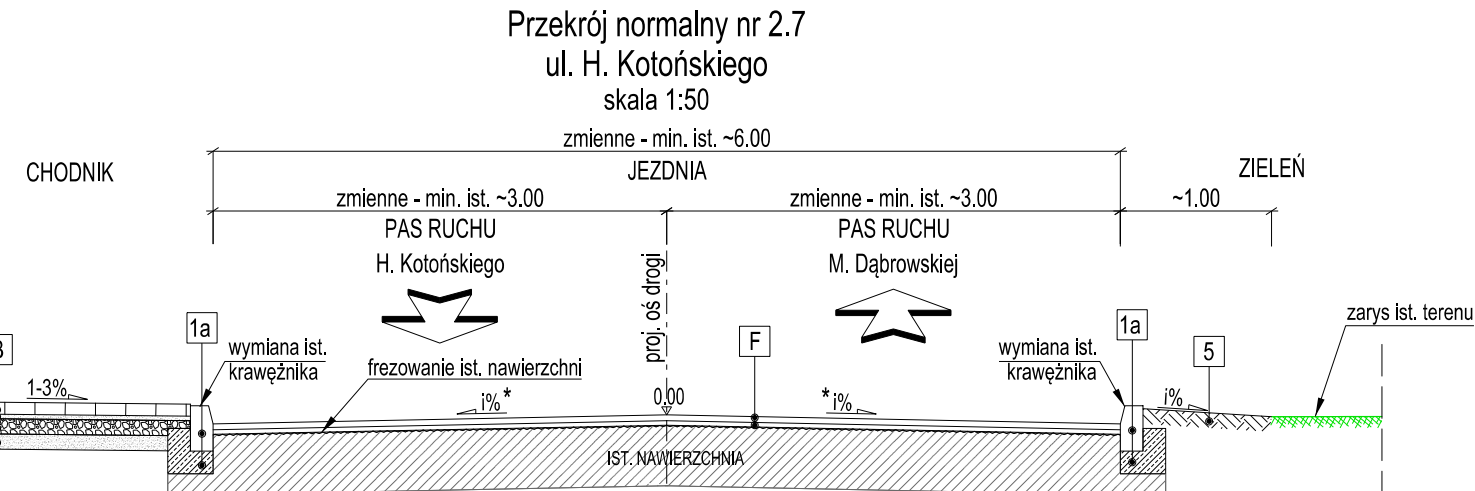 Przekrój normalny nr 2.7
ul. H. Kotońskiego
skala 1:50
zmienne - min. ist. ~6.00
CHODNIK
JEZDNIA
ZIELEŃ
zmienne - min. ist. ~3.00
zmienne - min. ist. ~3.00
~1.00
PAS RUCHU
PAS RUCHU
H. Kotońskiego
M. Dąbrowskiej
proj. oś drogi
zarys ist. terenu
1a
F
1a
5
wymiana ist.
krawężnika
wymiana ist.
krawężnika
frezowanie ist. nawierzchni
1-3%
i% *
0.00
* i%
i%
IST. NAWIERZCHNIA